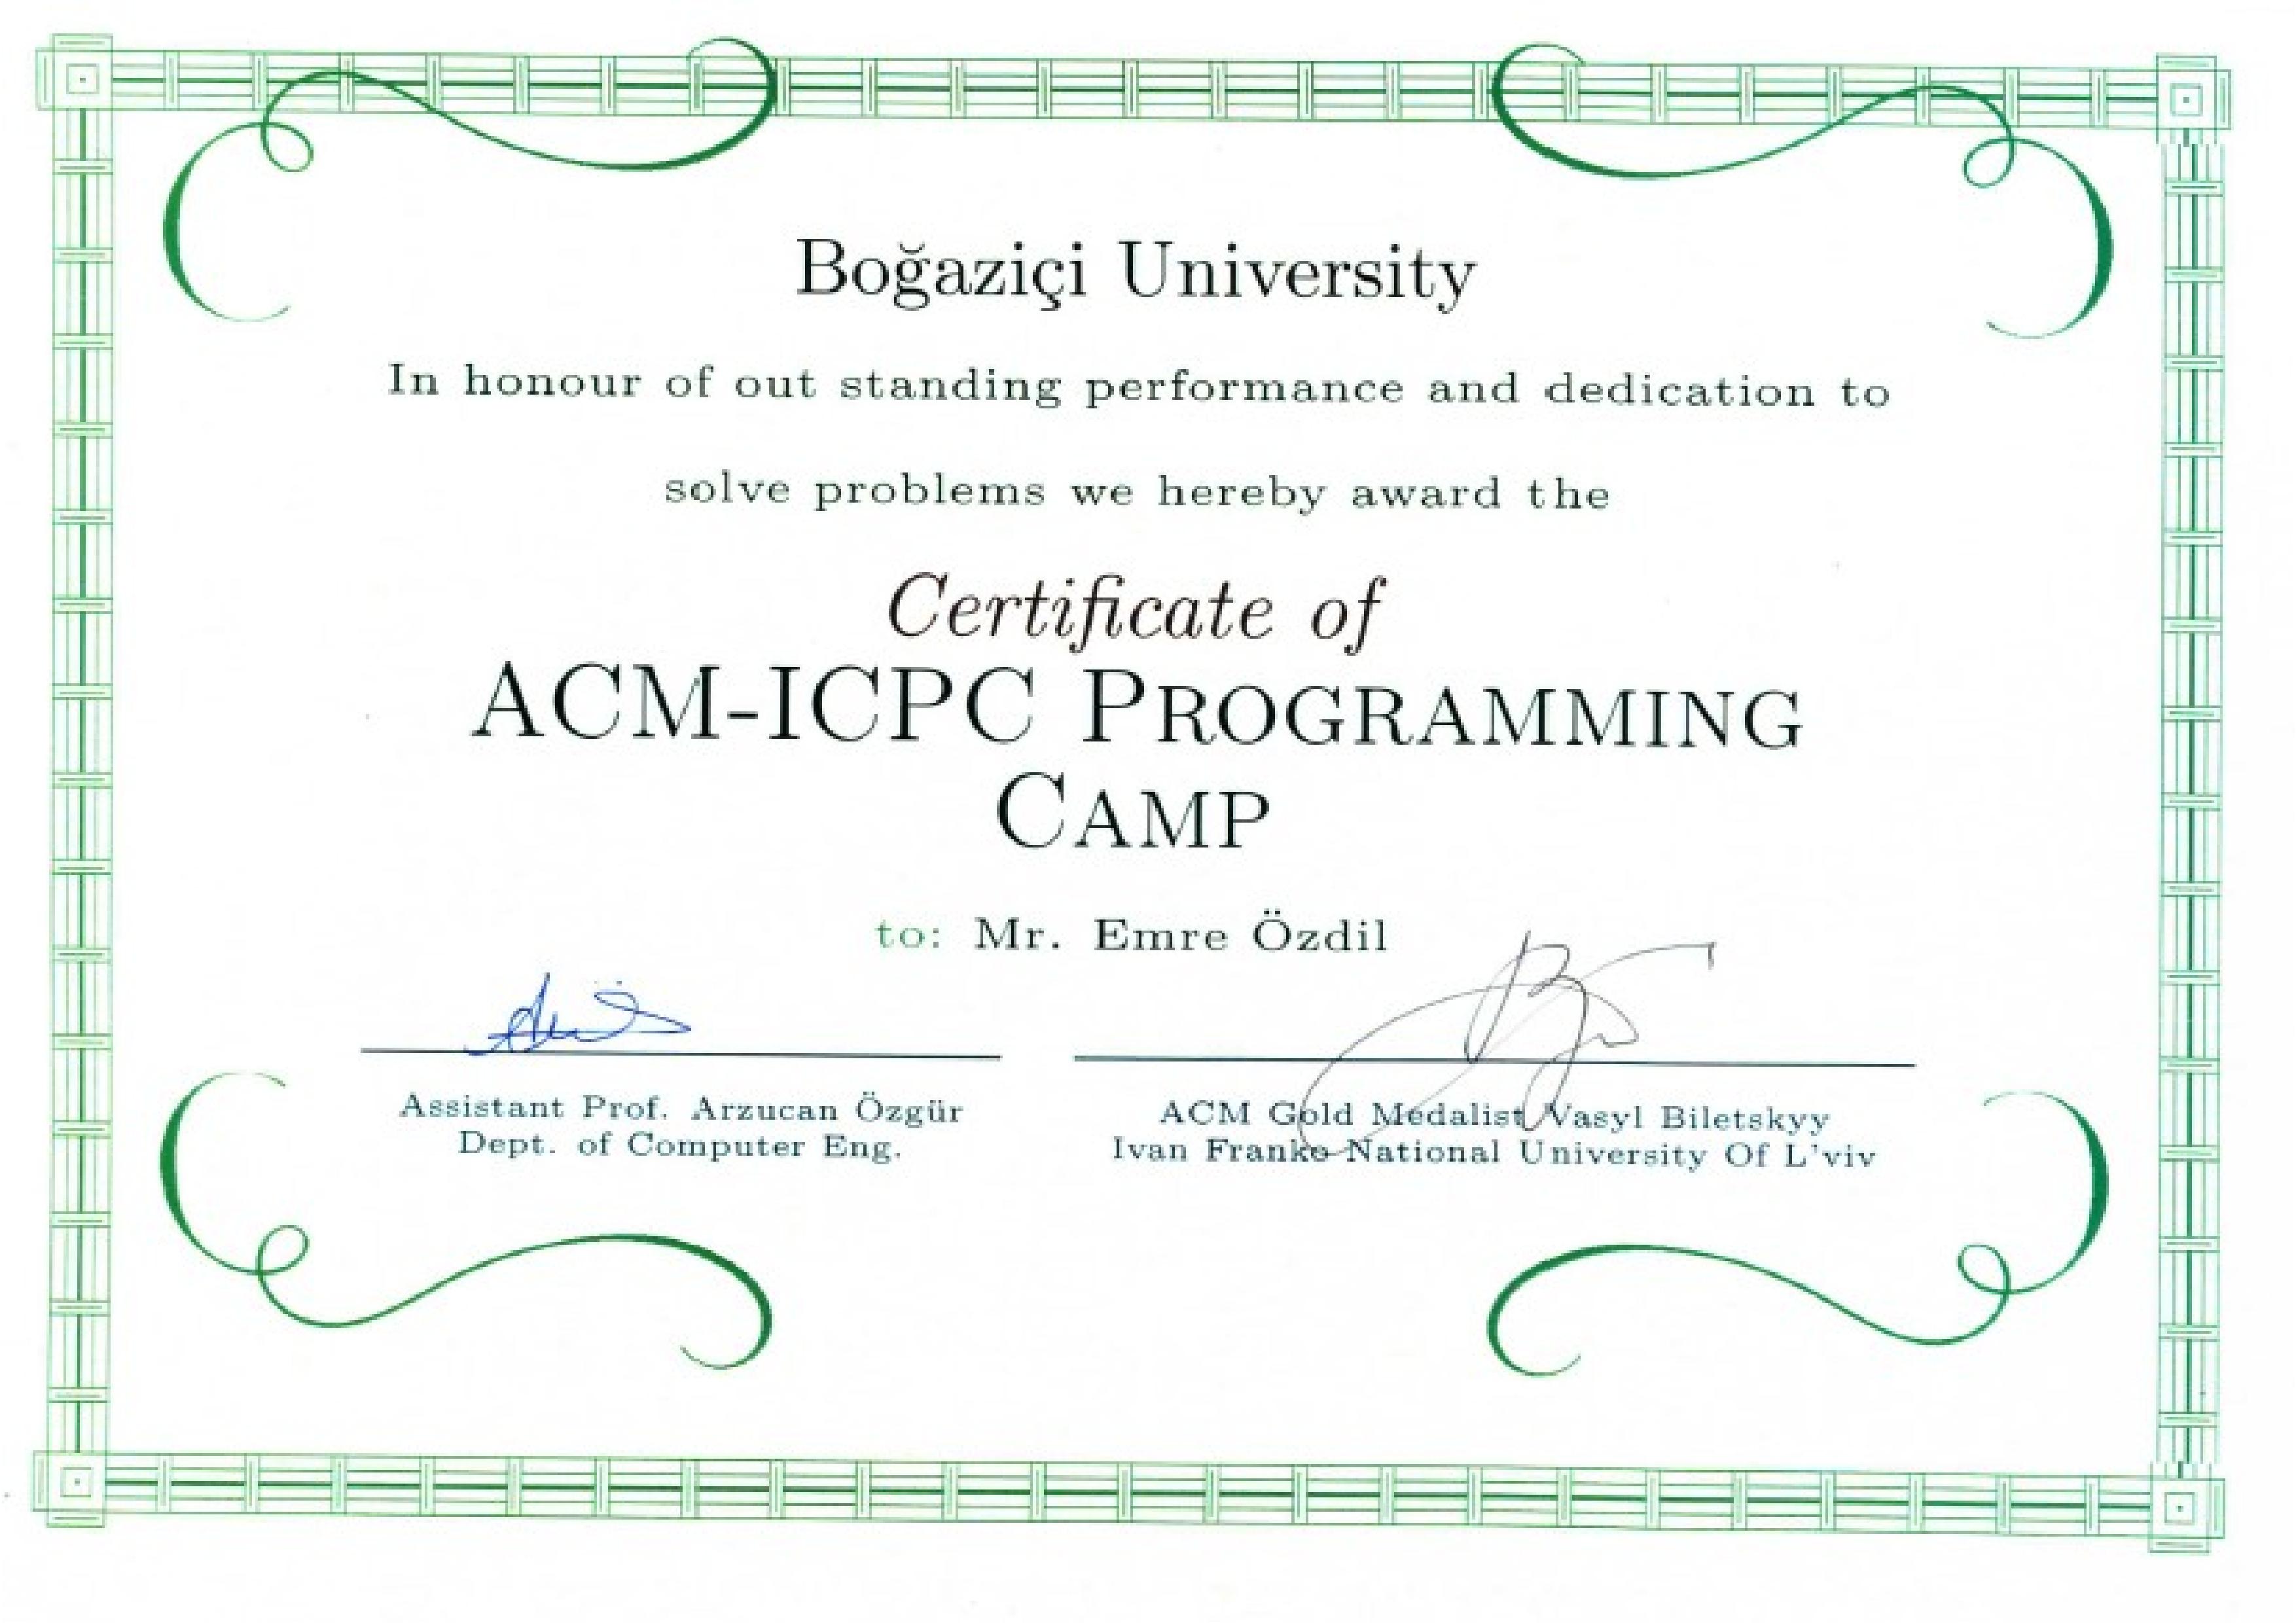 Boğaziçi University
In honour of out standing performance and dedication to
solve problems we hereby award the
Certificate of
ACM-ICPC PROGRAMMING
CAMP
to: Mr. Emre Özdil
Assistant Prof. Arzucan Özgür
Dept. of Computer Eng.
ACM Gold Medalist Vasyl Biletskyy
Ivan Franko National University Of L'viv